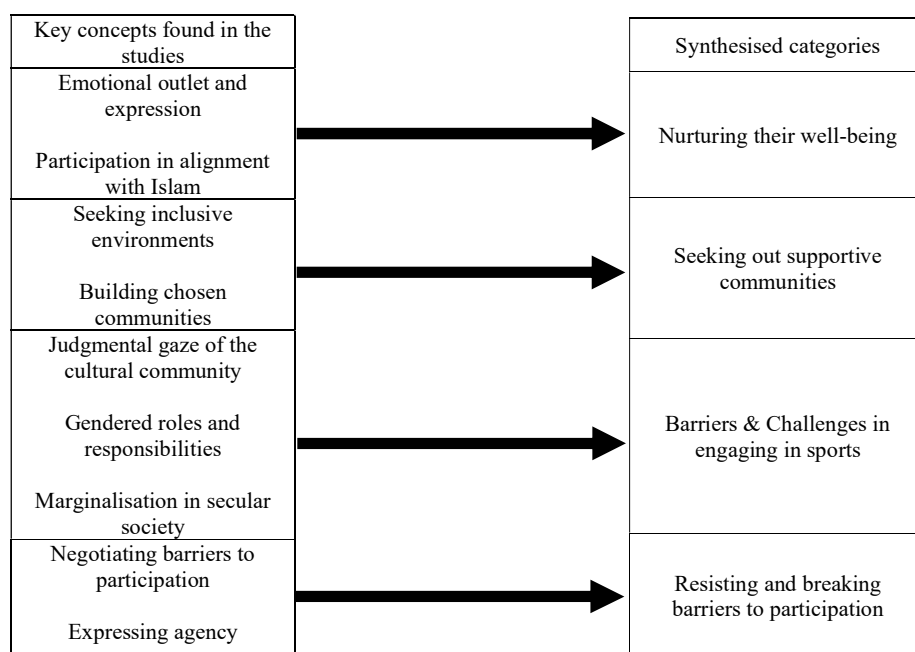 Key concepts found in the
studies
Synthesised categories
Emotional outlet and
expression
Participation in alignment
with Islam
Nurturing their well-being
Seeking inclusive
environments
Building chosen
communities
Seeking out supportive
communities
Judgmental gaze of the
cultural community
Gendered roles and
responsibilities
Marginalisation in secular
society
Barriers & Challenges in
engaging in sports
Negotiating barriers to
participation
Expressing agency
Resisting and breaking
barriers to participation